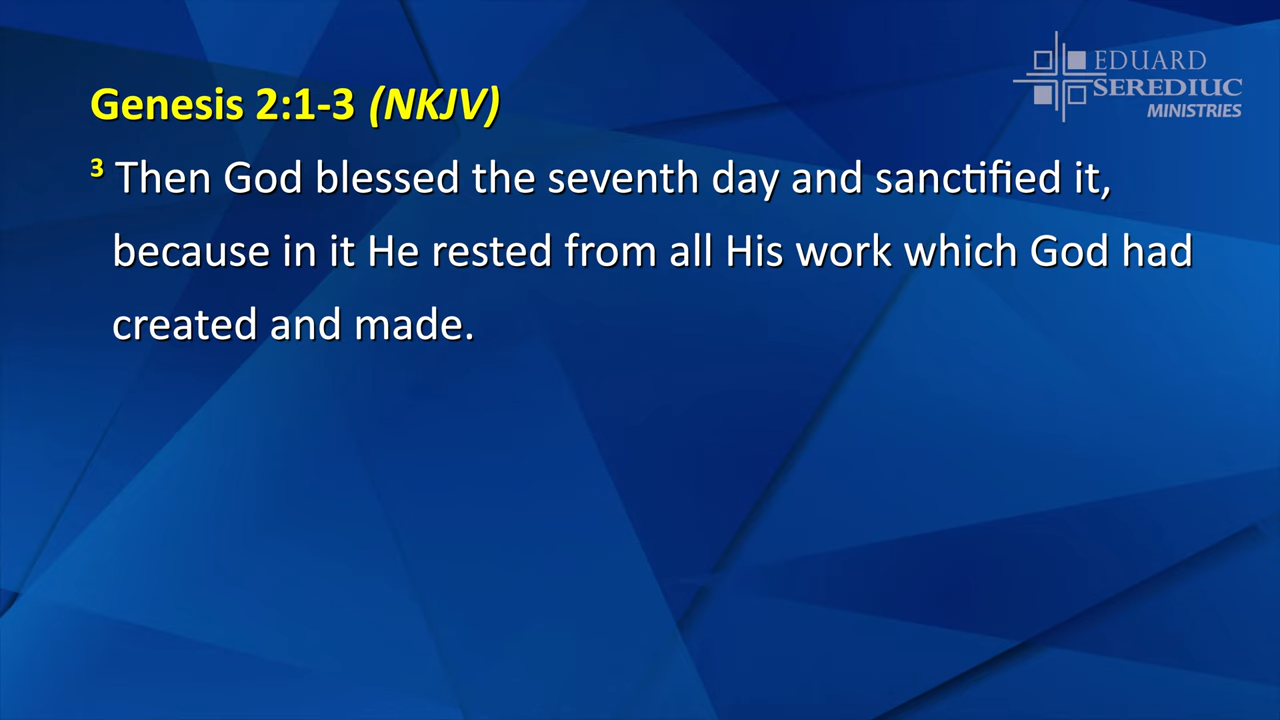 EDUARD
SEREDIUC
MINISTRIES
Genesis 2:1-3 (NKJV)
3 Then God blessed the seventh day and sanctified it,
because in it He rested from all His work which God had
created and made.